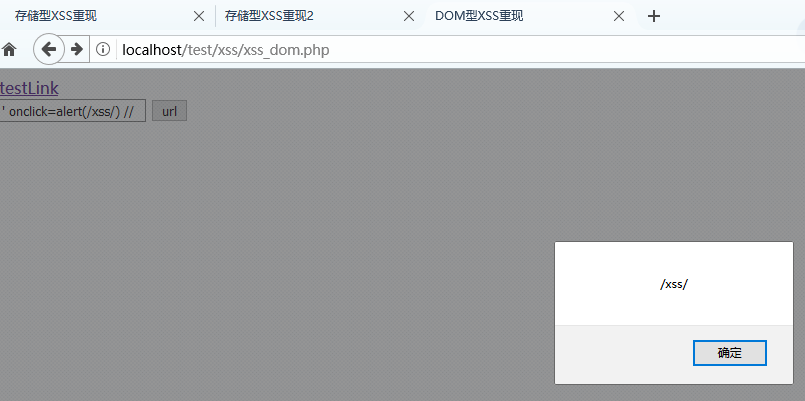 存储型XSS重现 存储型XSS重现2 DOM型XSS重现
localhost/test/xss/xss_dom.php
testLink
' onclick=alert(/xss/) // url
/xss/
确定